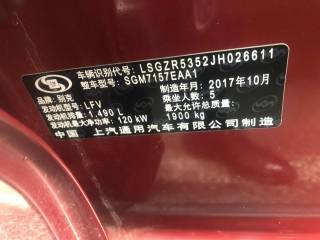 车辆识别代号: LSGZR5352JH026611
整车型号: SGM7157EAA1
品牌: 别克 制造年月: 2017年10月
发动机型号: LFV 乘坐人数: 5
发动机排量: 1,490 L 最大允许总质量:
发动机最大净功率: 120 kW 1900 kg
中国 上汽通用汽车有限公司制造